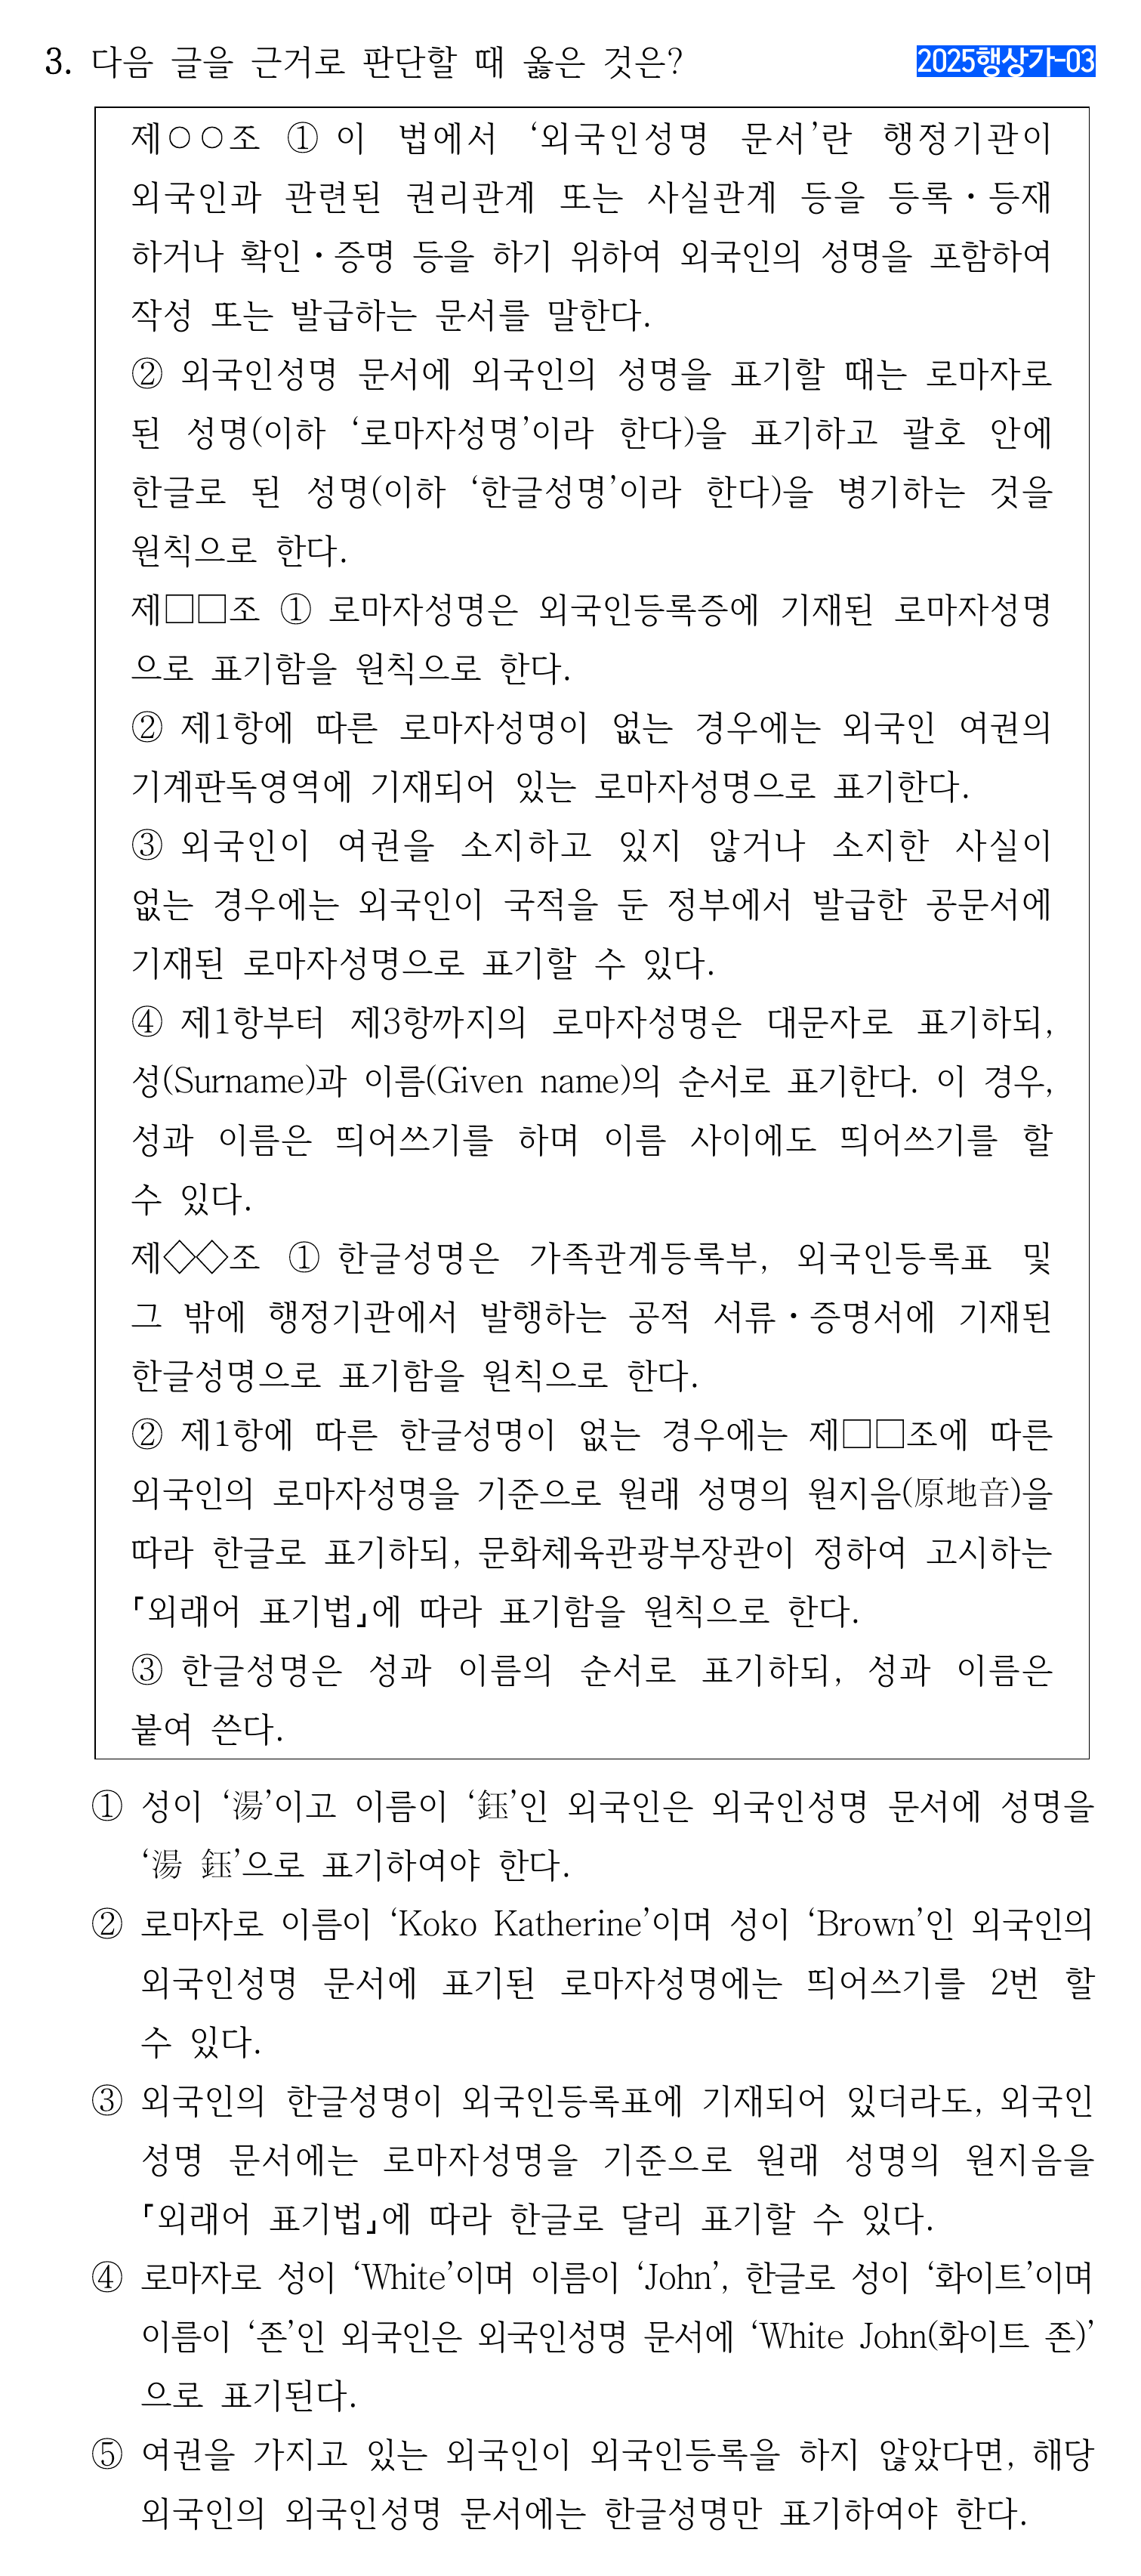 3. 다음 글을 근거로 판단할 때 옳은 것은?
2025행상가-03
제○○조 ① 이 법에서 ‘외국인성명 문서’란 행정기관이
외국인과 관련된 권리관계 또는 사실관계 등을 등록・등재
하거나 확인・증명 등을 하기 위하여 외국인의 성명을 포함하여
작성 또는 발급하는 문서를 말한다.
② 외국인성명 문서에 외국인의 성명을 표기할 때는 로마자로
된 성명(이하 ‘로마자성명’이라 한다)을 표기하고 괄호 안에
한글로 된 성명(이하 ‘한글성명’이라 한다)을 병기하는 것을
원칙으로 한다.
제□□조 ① 로마자성명은 외국인등록증에 기재된 로마자성명
으로 표기함을 원칙으로 한다.
② 제1항에 따른 로마자성명이 없는 경우에는 외국인 여권의
기계판독영역에 기재되어 있는 로마자성명으로 표기한다.
③ 외국인이 여권을 소지하고 있지 않거나 소지한 사실이
없는 경우에는 외국인이 국적을 둔 정부에서 발급한 공문서에
기재된 로마자성명으로 표기할 수 있다.
④ 제1항부터 제3항까지의 로마자성명은 대문자로 표기하되,
성(Surname)과 이름(Given name)의 순서로 표기한다. 이 경우,
성과 이름은 띄어쓰기를 하며 이름 사이에도 띄어쓰기를 할
수 있다.
제◇◇조 ① 한글성명은 가족관계등록부, 외국인등록표 및
그 밖에 행정기관에서 발행하는 공적 서류・증명서에 기재된
한글성명으로 표기함을 원칙으로 한다.
② 제1항에 따른 한글성명이 없는 경우에는 제□□조에 따른
외국인의 로마자성명을 기준으로 원래 성명의 원지음(原地音)을
따라 한글로 표기하되, 문화체육관광부장관이 정하여 고시하는
｢외래어 표기법｣에 따라 표기함을 원칙으로 한다.
③ 한글성명은 성과 이름의 순서로 표기하되, 성과 이름은
붙여 쓴다.
① 성이 ‘湯’이고 이름이 ‘鈺’인 외국인은 외국인성명 문서에 성명을
‘湯 鈺’으로 표기하여야 한다.
② 로마자로 이름이 ‘Koko Katherine’이며 성이 ‘Brown’인 외국인의
외국인성명 문서에 표기된 로마자성명에는 띄어쓰기를 2번 할
수 있다.
③ 외국인의 한글성명이 외국인등록표에 기재되어 있더라도, 외국인
성명 문서에는 로마자성명을 기준으로 원래 성명의 원지음을
｢외래어 표기법｣에 따라 한글로 달리 표기할 수 있다.
④ 로마자로 성이 ‘White’이며 이름이 ‘John’, 한글로 성이 ‘화이트’이며
이름이 ‘존’인 외국인은 외국인성명 문서에 ‘White John(화이트 존)’
으로 표기된다.
⑤ 여권을 가지고 있는 외국인이 외국인등록을 하지 않았다면, 해당
외국인의 외국인성명 문서에는 한글성명만 표기하여야 한다.